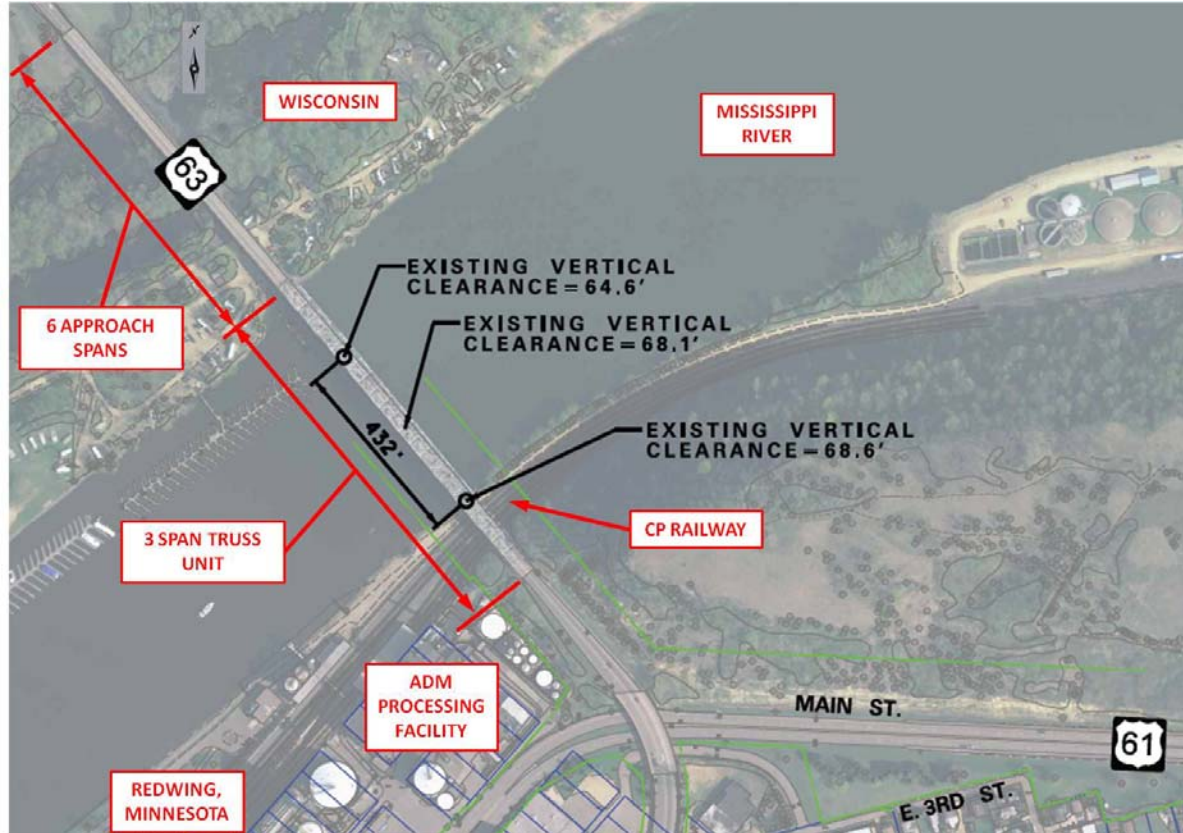 WISCONSIN
MISSISSIPPI
RIVER
63
EXISTING VERTICAL
CLEARANCE=64.6'
EXISTING VERTICAL
CLEARANCE=68.1'
6 APPROACH
SPANS
432'
EXISTING VERTICAL
CLEARANCE=68.6'
3 SPAN TRUSS
UNIT
CP RAILWAY
ADM
PROCESSING
FACILITY
MAIN ST.
61
REDWING,
MINNESOTA
E. 3RD ST.